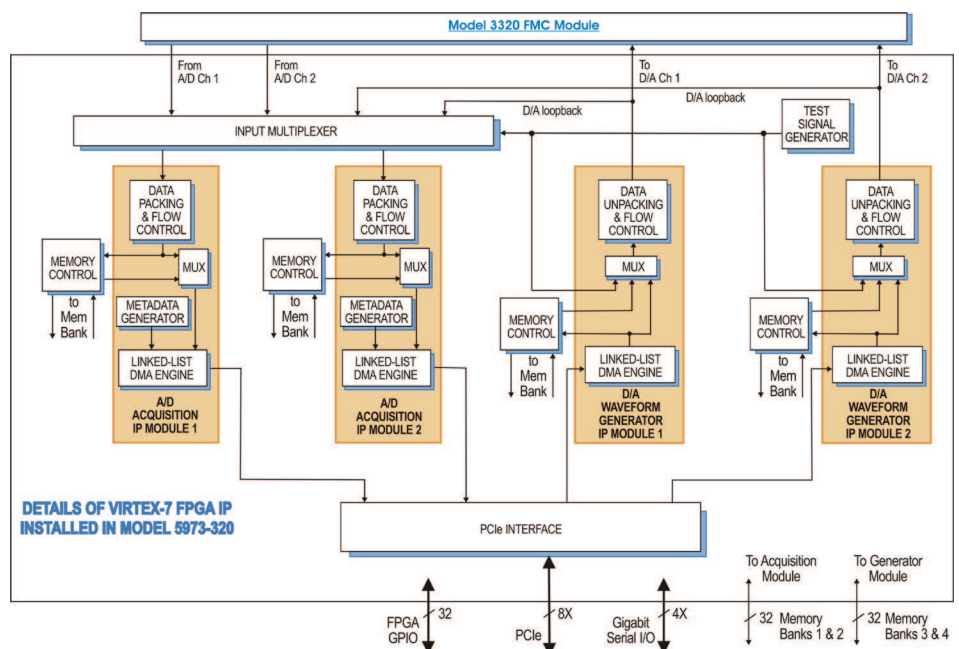 Model 3320 FMC Module
From
A/D Ch 1
From
A/D Ch 2
To
D/A Ch 1
To
D/A Ch 2
D/A loopback
D/A loopback
INPUT MULTIPLEXER
TEST
SIGNAL
GENERATOR
DATA
PACKING
& FLOW
CONTROL
MEMORY
CONTROL
MUX
to
Mem
Bank
METADATA
GENERATOR
LINKED-LIST
DMA ENGINE
A/D
ACQUISITION
IP MODULE 1
DATA
PACKING
& FLOW
CONTROL
MEMORY
CONTROL
MUX
to
Mem
Bank
METADATA
GENERATOR
LINKED-LIST
DMA ENGINE
A/D
ACQUISITION
IP MODULE 2
DATA
UNPACKING
& FLOW
CONTROL
MUX
MEMORY
CONTROL
to
Mem
Bank
LINKED-LIST
DMA ENGINE
D/A
WAVEFORM
GENERATOR
IP MODULE 1
DATA
UNPACKING
& FLOW
CONTROL
MUX
MEMORY
CONTROL
to
Mem
Bank
LINKED-LIST
DMA ENGINE
D/A
WAVEFORM
GENERATOR
IP MODULE 2
DETAILS OF VIRTEX-7 FPGA IP
INSTALLED IN MODEL 5973-320
PCIe INTERFACE
FPGA
GPIO
32
PCIe
8X
Gigabit
Serial I/O
4X
To Acquisition
Module
32
Memory
Banks 1 & 2
To Generator
Module
32
Memory
Banks 3 & 4